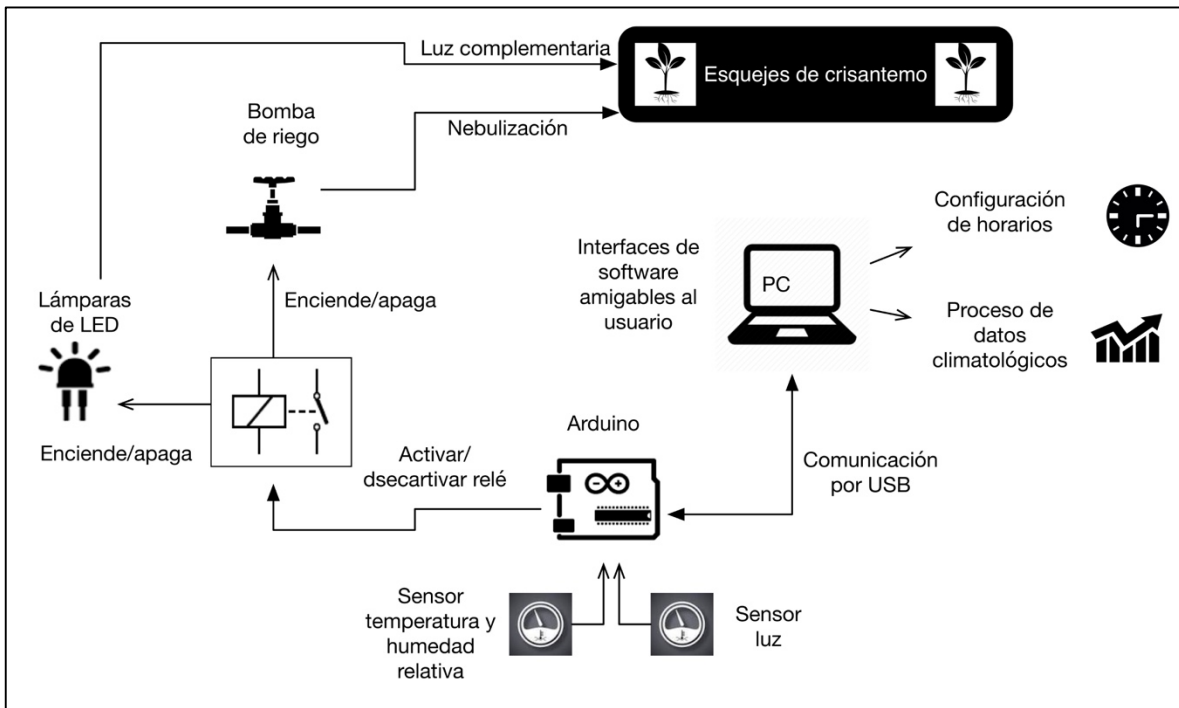 Luz complementaria
Esquejes de crisantemo
Bomba
de riego
Nebulización
Configuración
de horarios
Interfaces de
software
amigables al
usuario
PC
Enciende/apaga
Lámparas
de LED
Proceso de
datos
climatológicos
Enciende/apaga
Activar/
dsecartivar relé
Arduino
Comunicación
por USB
Sensor
temperatura y
humedad
relativa
Sensor
luz